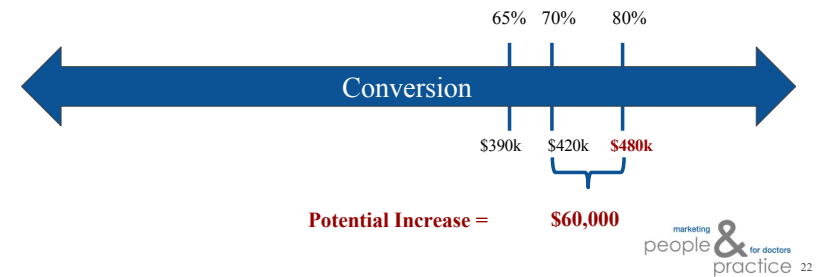 65% 70% 80%
Conversion
$390k $420k $480k
Potential Increase = $60,000
marketing
people & for doctors
practice 22